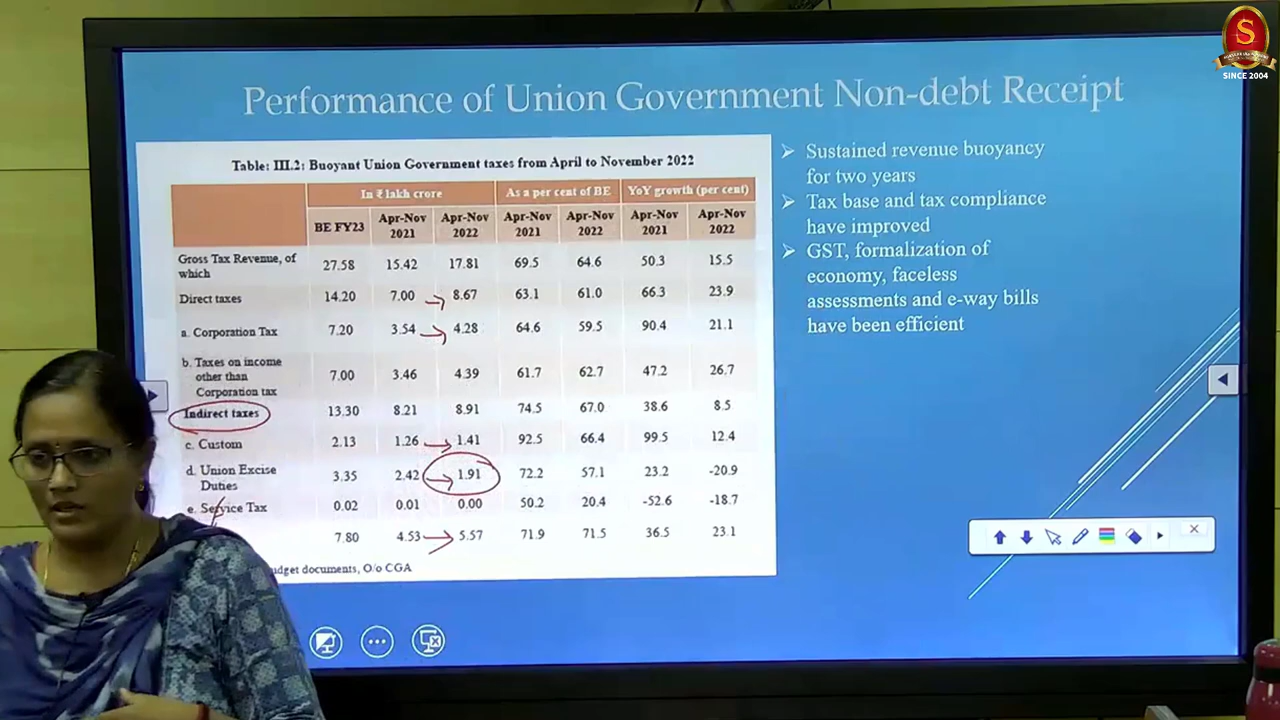 SINCE 2004
Performance of Union Government Non-debt Receipt
Table: III.2: Buoyant Union Government taxes from April to November 2022
In ₹ lakh crore As a per cent of BE YoY growth (per cent)
BE FY23 Apr-Nov 2021 Apr-Nov 2022 Apr-Nov 2021 Apr-Nov 2022 Apr-Nov 2021 Apr-Nov 2022
Gross Tax Revenue, of which 27.58 15.42 17.81 69.5 64.6 50.3 15.5
Direct taxes 14.20 7.00 8.67 63.1 61.0 66.3 23.9
a. Corporation Tax 7.20 3.54 4.28 64.6 59.5 90.4 21.1
b. Taxes on income other than Corporation tax 7.00 3.46 4.39 61.7 62.7 47.2 26.7
Indirect taxes 13.30 8.21 8.91 74.5 67.0 38.6 8.5
c. Custom 2.13 1.26 1.41 92.5 66.4 99.5 12.4
d. Union Excise Duties 3.35 2.42 1.91 72.2 57.1 23.2 -20.9
e. Service Tax 0.02 0.01 0.00 50.2 20.4 -52.6 -18.7
7.80 4.53 5.57 71.9 71.5 36.5 23.1
udget documents, O/o CGA
Sustained revenue buoyancy
for two years
Tax base and tax compliance
have improved
GST, formalization of
economy, faceless
assessments and e-way bills
have been efficient